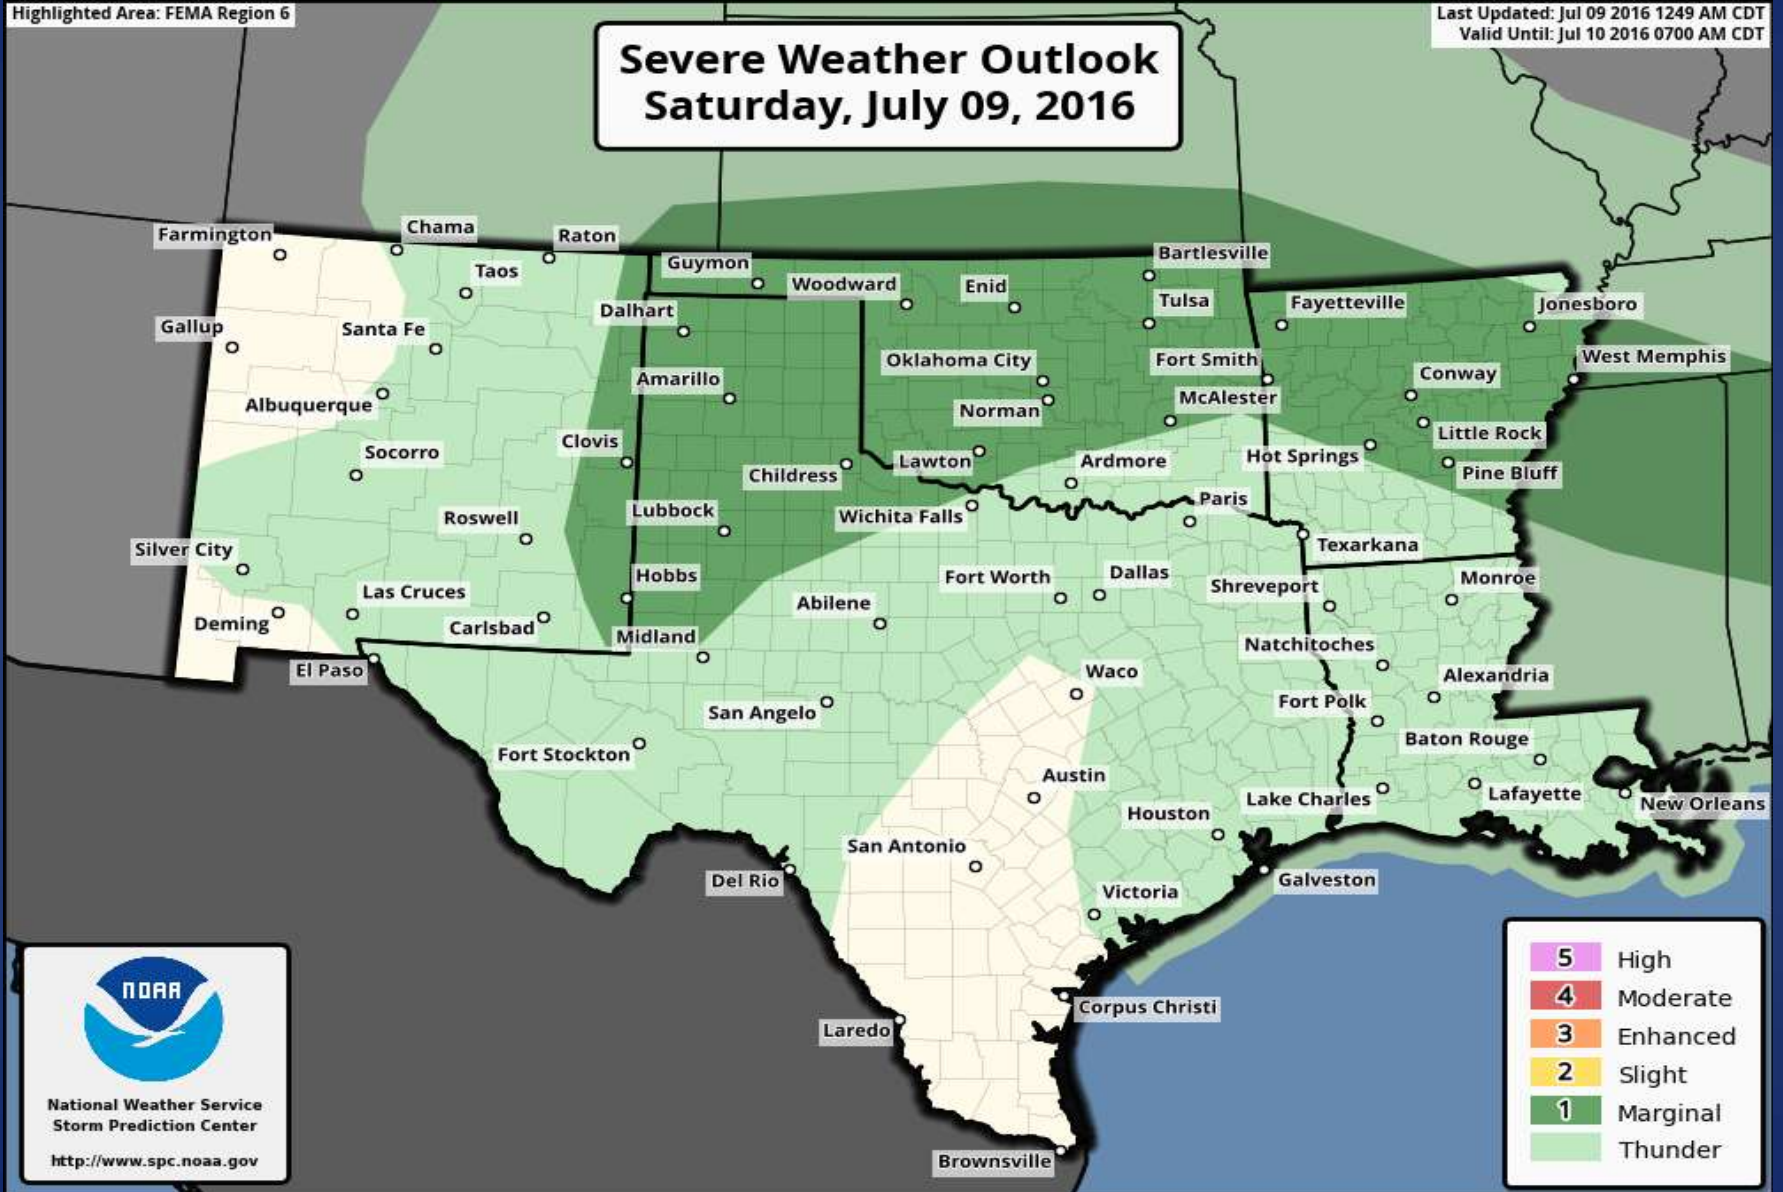 Highlighted Area: FEMA Region 6
Last Updated: Jul 09 2016 1249 AM CDT
Valid Until: Jul 10 2016 0700 AM CDT
Severe Weather Outlook
Saturday, July 09, 2016
Farmington
Chama
Raton
Taos
Guymon
Woodward
Enid
Bartlesville
Tulsa
Fayetteville
Jonesboro
Gallup
Santa Fe
Dalhart
Oklahoma City
Fort Smith
West Memphis
Albuquerque
Amarillo
Norman
McAlester
Conway
Socorro
Clovis
Childress
Lawton
Ardmore
Hot Springs
Little Rock
Pine Bluff
Roswell
Lubbock
Wichita Falls
Paris
Silver City
Texarkana
Las Cruces
Hobbs
Abilene
Fort Worth
Dallas
Shreveport
Monroe
Deming
Carlsbad
Midland
Natchitoches
El Paso
San Angelo
Waco
Alexandria
Fort Polk
Fort Stockton
Baton Rouge
Austin
Houston
Lake Charles
Lafayette
New Orleans
San Antonio
Del Rio
Victoria
Galveston
Corpus Christi
Laredo
Brownsville
NOAA
National Weather Service
Storm Prediction Center
http://www.spc.noaa.gov
5 High
4 Moderate
3 Enhanced
2 Slight
1 Marginal
Thunder